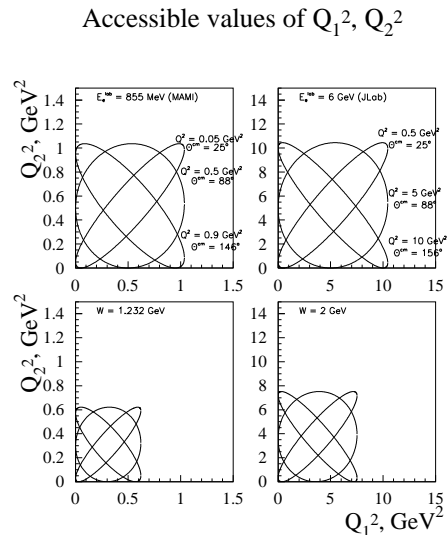 Accessible values of Q₁², Q₂²
Q₂², GeV²
1.4
1.2
1
0.8
0.6
0.4
0.2
0
E_e^lab = 855 MeV (MAMI)
Q² = 0.05 GeV²
Θ^cm = 25°
Q² = 0.5 GeV²
Θ^cm = 88°
Q² = 0.9 GeV²
Θ^cm = 146°
0 0.5 1 1.5
14
12
10
8
6
4
2
0
E_e^lab = 6 GeV (JLab)
Q² = 0.5 GeV²
Θ^cm = 25°
Q² = 5 GeV²
Θ^cm = 88°
Q² = 10 GeV²
Θ^cm = 156°
0 5 10 15
Q₂², GeV²
1.4
1.2
1
0.8
0.6
0.4
0.2
0
W = 1.232 GeV
0 0.5 1 1.5
14
12
10
8
6
4
2
0
W = 2 GeV
0 5 10 15
Q₁², GeV²